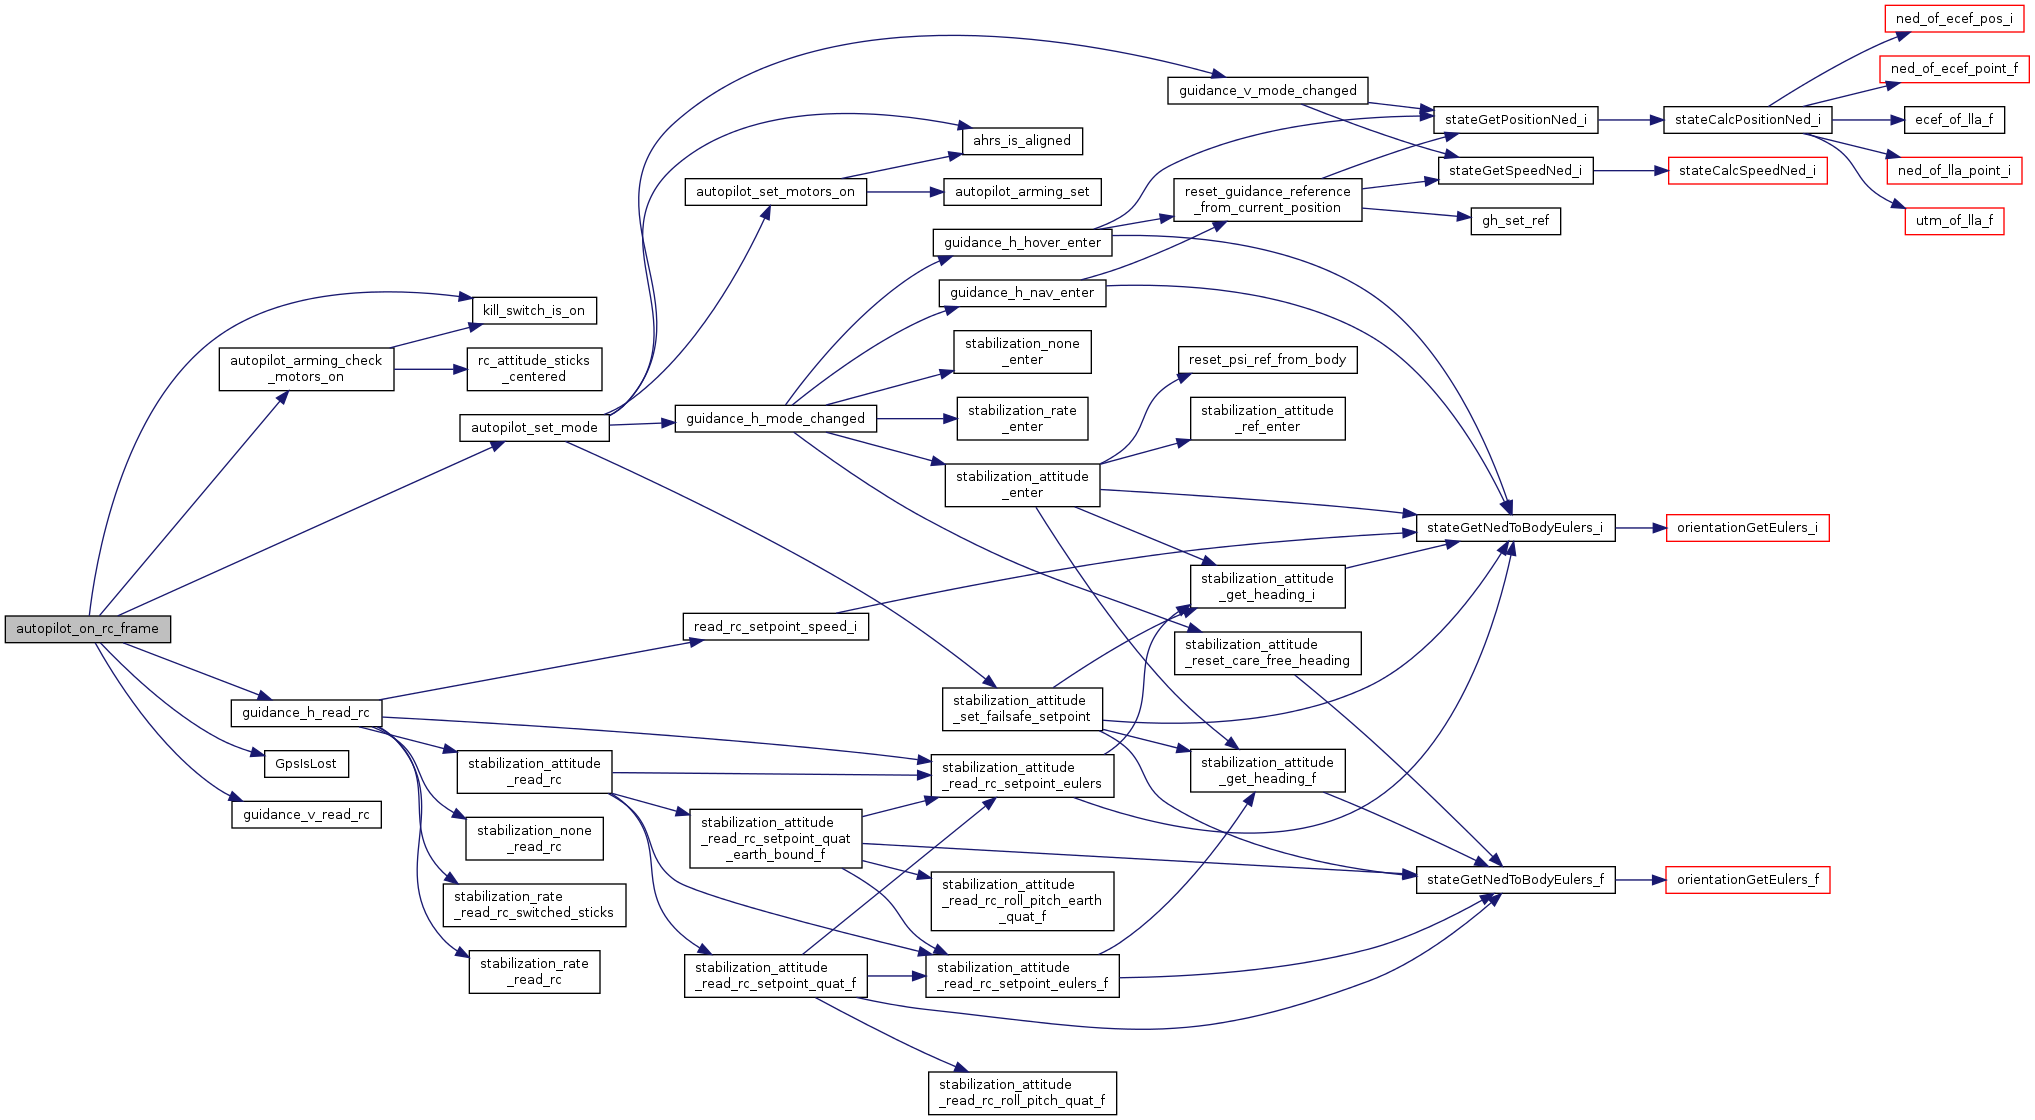 autopilot_on_rc_frame
kill_switch_is_on
autopilot_arming_check
_motors_on
rc_attitude_sticks
_centered
autopilot_set_mode
guidance_h_read_rc
GpsIsLost
guidance_v_read_rc
stabilization_attitude
_read_rc
stabilization_none
_read_rc
stabilization_rate
_read_rc_switched_sticks
stabilization_rate
_read_rc
autopilot_set_motors_on
guidance_h_mode_changed
read_rc_setpoint_speed_i
stabilization_attitude
_read_rc_setpoint_quat
_earth_bound_f
stabilization_attitude
_read_rc_setpoint_quat_f
ahrs_is_aligned
autopilot_arming_set
guidance_h_hover_enter
guidance_h_nav_enter
stabilization_none
_enter
stabilization_rate
_enter
stabilization_attitude
_enter
stabilization_attitude
_set_failsafe_setpoint
stabilization_attitude
_read_rc_setpoint_eulers
stabilization_attitude
_read_rc_roll_pitch_earth
_quat_f
stabilization_attitude
_read_rc_setpoint_eulers_f
stabilization_attitude
_read_rc_roll_pitch_quat_f
guidance_v_mode_changed
reset_guidance_reference
_from_current_position
reset_psi_ref_from_body
stabilization_attitude
_ref_enter
stabilization_attitude
_get_heading_i
stabilization_attitude
_reset_care_free_heading
stabilization_attitude
_get_heading_f
stateGetPositionNed_i
stateGetSpeedNed_i
gh_set_ref
stateGetNedToBodyEulers_i
stateGetNedToBodyEulers_f
stateCalcPositionNed_i
stateCalcSpeedNed_i
orientationGetEulers_i
orientationGetEulers_f
ned_of_ecef_pos_i
ned_of_ecef_point_f
ecef_of_lla_f
ned_of_lla_point_i
utm_of_lla_f